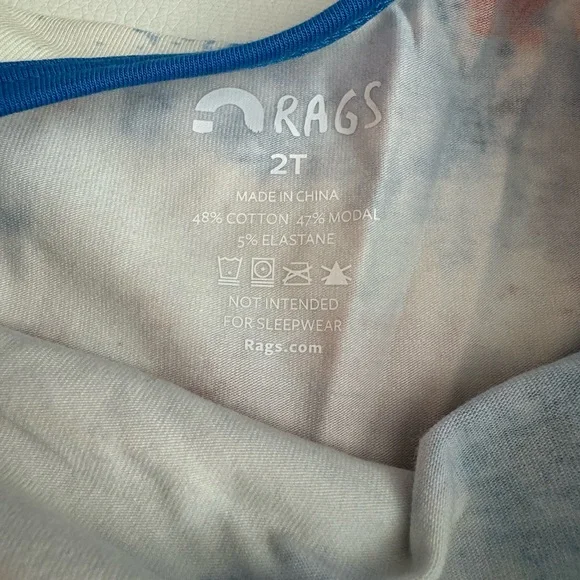 RAGS
2T
MADE IN CHINA
48% COTTON 47% MODAL
5% ELASTANE
NOT INTENDED
FOR SLEEPWEAR
Rags.com